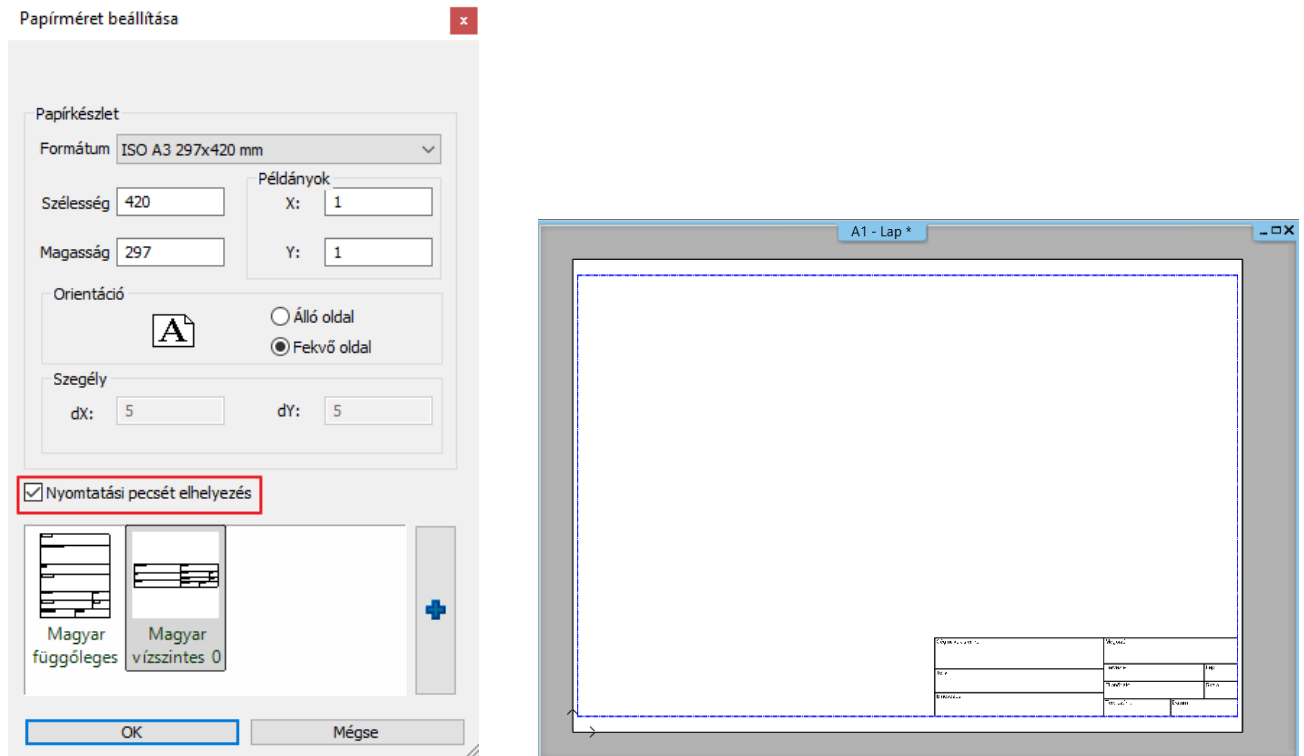 Papírméret beállítása
x
Papírkészlet
Formátum ISO A3 297x420 mm
Példányok
Szélesség 420
X: 1
Magasság 297
Y: 1
Orientáció
A
Álló oldal
Fekvő oldal
Szegély
dX: 5
dY: 5
Nyomtatási pecsét elhelyezés
Magyar függőleges
Magyar vízszintes 0
OK
Mégse
A1 - Lap *